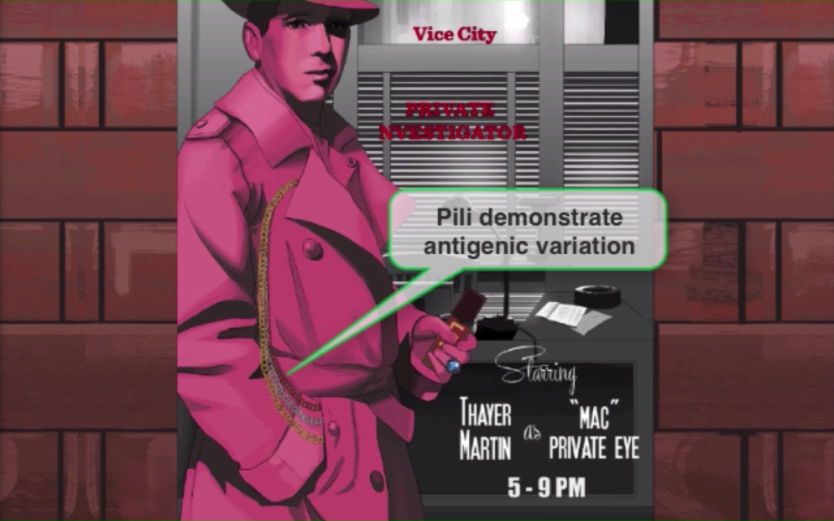 Vice City
PRIVATE
NVESTIGATOR
Pili demonstrate
antigenic variation
Starring
THAYER
MARTIN
as
"MAC"
PRIVATE EYE
5 - 9 PM